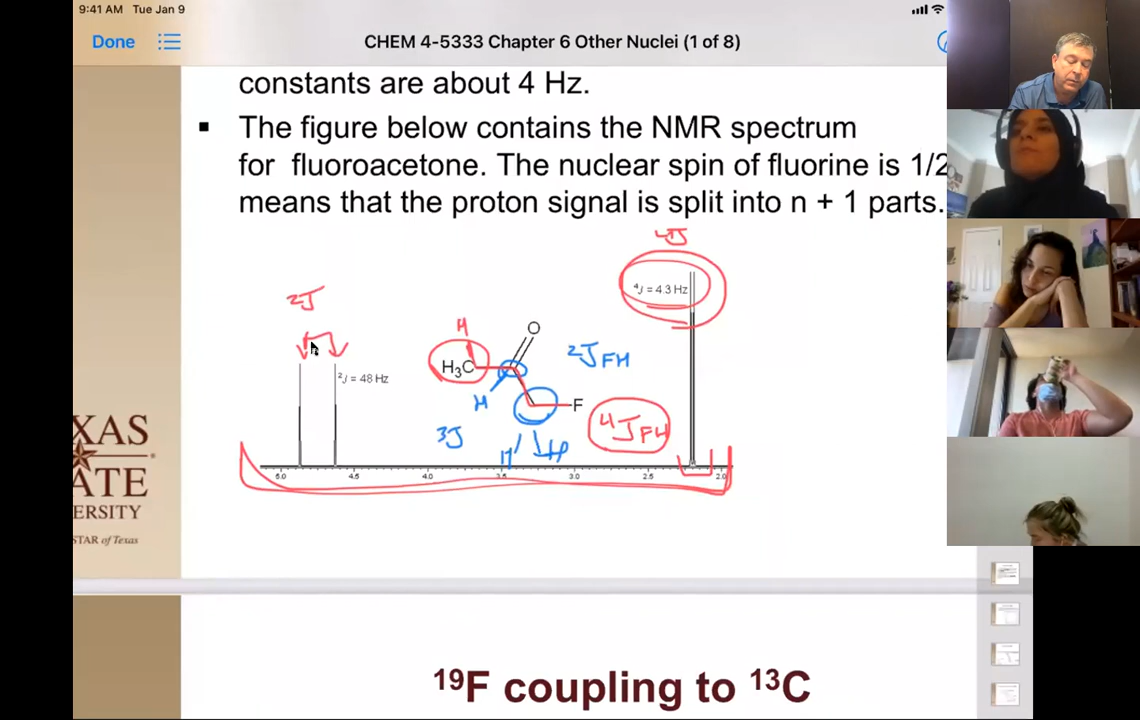 9:41 AM Tue Jan 9
Done
CHEM 4-5333 Chapter 6 Other Nuclei (1 of 8)
constants are about 4 Hz.
▪ The figure below contains the NMR spectrum
for fluoroacetone. The nuclear spin of fluorine is 1/2
means that the proton signal is split into n + 1 parts.
4J
⁴J = 4.3 Hz
2J
H
O
²J = 48 Hz
H₃C
2J FH
H
F
3J
4J FH
H
5.0 4.5 4.0 3.5 3.0 2.5 2.0
XAS
ATE
ERSITY
STAR of Texas
¹⁹F coupling to ¹³C